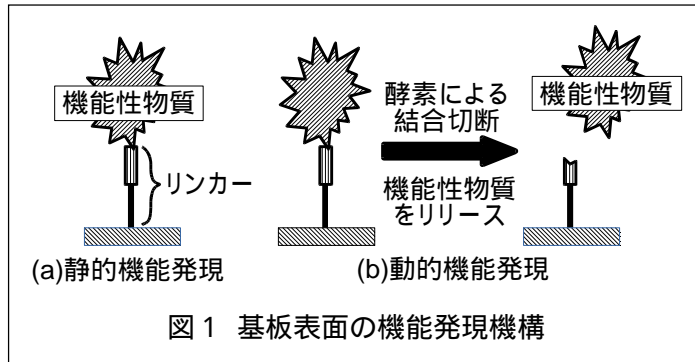 機能性物質
リンカー
(a)静的機能発現
酵素による
結合切断
機能性物質
をリリース
機能性物質
(b)動的機能発現
図1 基板表面の機能発現機構